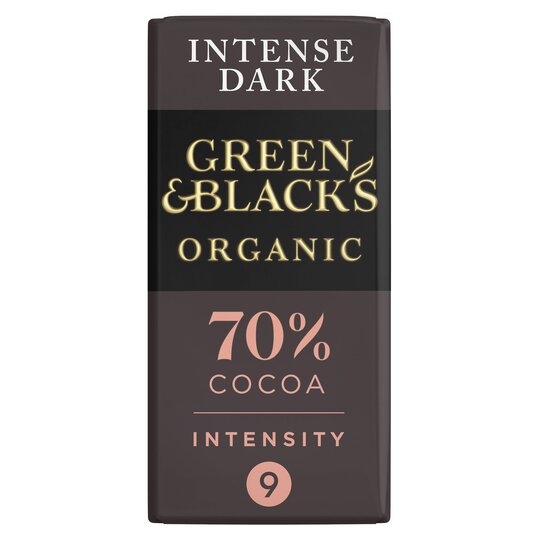 INTENSE
DARK
GREEN
&BLACK'S
ORGANIC
70%
COCOA
INTENSITY
9